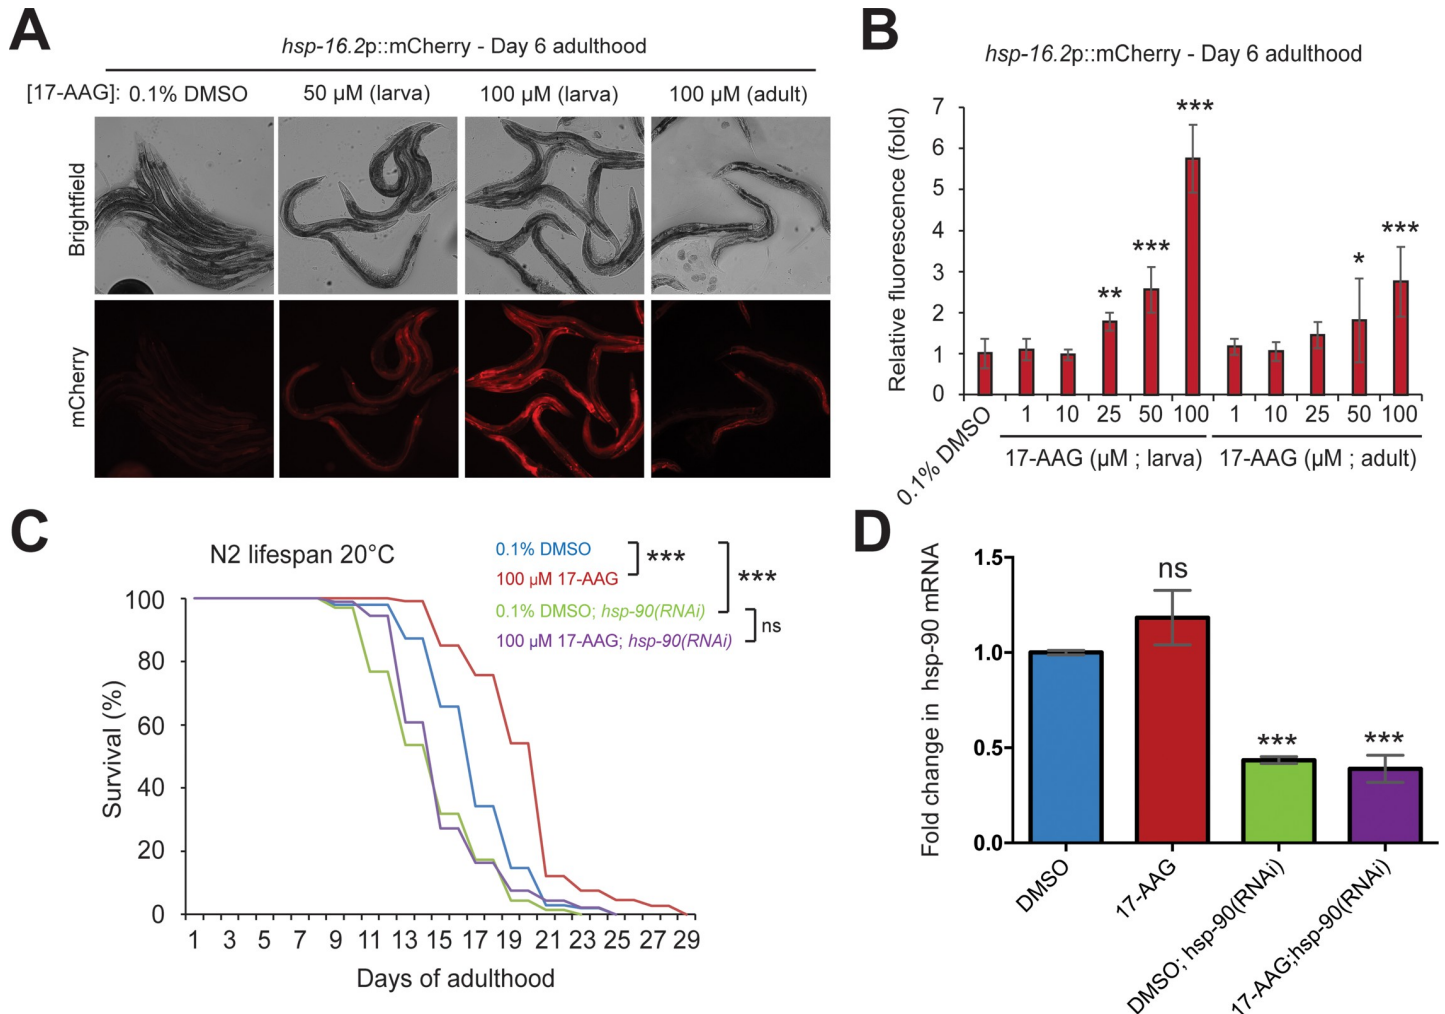 A
hsp-16.2p::mCherry - Day 6 adulthood
[17-AAG]: 0.1% DMSO 50 µM (larva) 100 µM (larva) 100 µM (adult)
Brightfield
mCherry
B
hsp-16.2p::mCherry - Day 6 adulthood
Relative fluorescence (fold)
7
6
5
4
3
2
1
0
*** ** *** * ***
0.1% DMSO 1 10 25 50 100 1 10 25 50 100
17-AAG (µM ; larva) 17-AAG (µM ; adult)
C
N2 lifespan 20°C
0.1% DMSO
100 µM 17-AAG
0.1% DMSO; hsp-90(RNAi)
100 µM 17-AAG; hsp-90(RNAi)
***
***
ns
Survival (%)
100
80
60
40
20
0
1 3 5 7 9 11 13 15 17 19 21 23 25 27 29
Days of adulthood
D
Fold change in hsp-90 mRNA
1.5
1.0
0.5
0.0
ns
*** ***
DMSO
17-AAG
DMSO; hsp-90(RNAi)
17-AAG;hsp-90(RNAi)